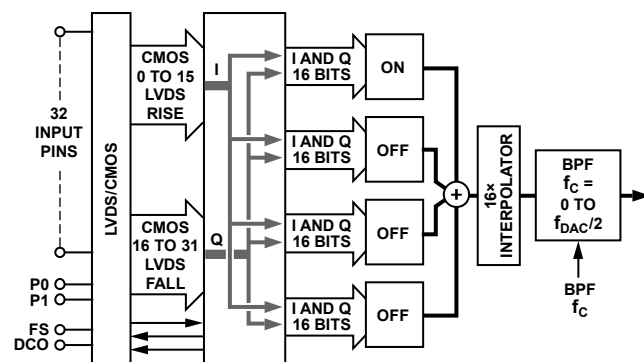 32
INPUT
PINS
P0
P1
FS
DCO
LVDS/CMOS
CMOS
0 TO 15
LVDS
RISE
CMOS
16 TO 31
LVDS
FALL
I
Q
I AND Q
16 BITS
ON
I AND Q
16 BITS
OFF
I AND Q
16 BITS
OFF
I AND Q
16 BITS
OFF
+
16×
INTERPOLATOR
BPF
fC =
0 TO
fDAC/2
BPF
fC